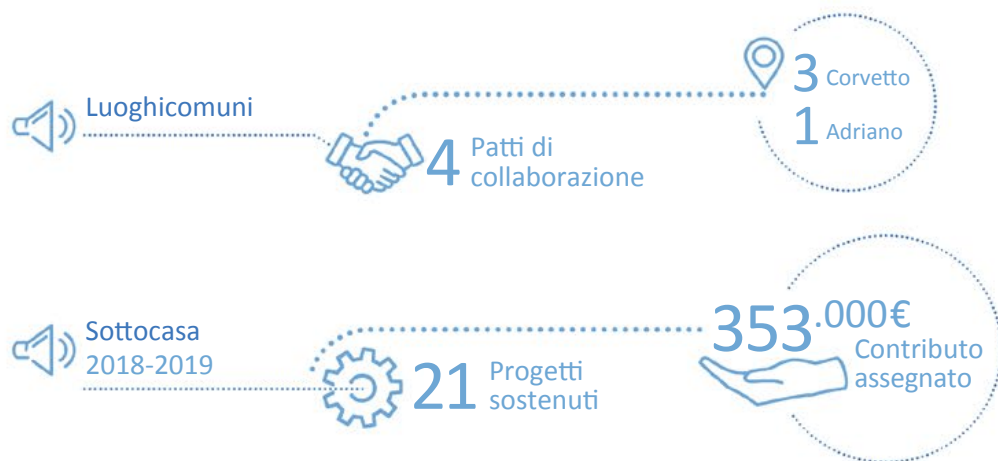 Luoghicomuni
4 Patti di
collaborazione
3 Corvetto
1 Adriano
Sottocasa
2018-2019
21 Progetti
sostenuti
353.000€
Contributo
assegnato